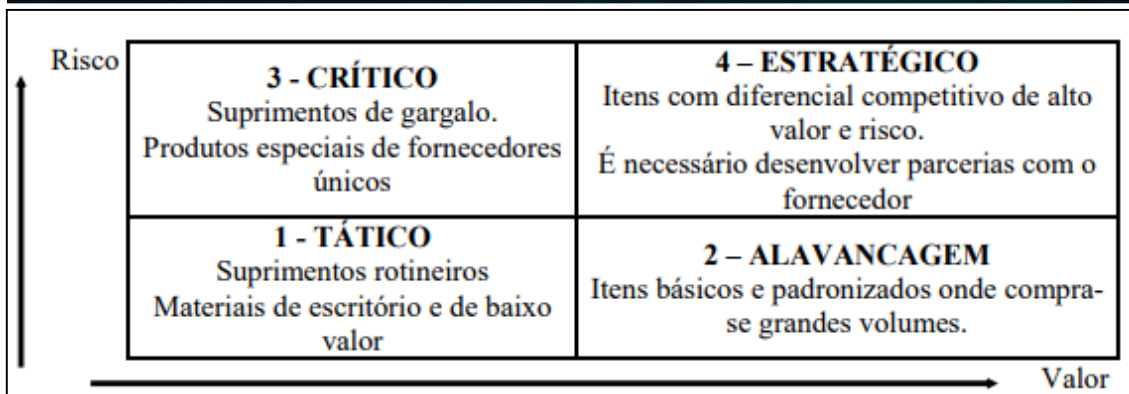 Risco
3 - CRÍTICO
Suprimentos de gargalo.
Produtos especiais de fornecedores
únicos
4 – ESTRATÉGICO
Itens com diferencial competitivo de alto
valor e risco.
É necessário desenvolver parcerias com o
fornecedor
1 - TÁTICO
Suprimentos rotineiros
Materiais de escritório e de baixo
valor
2 – ALAVANCAGEM
Itens básicos e padronizados onde compra-
se grandes volumes.
Valor